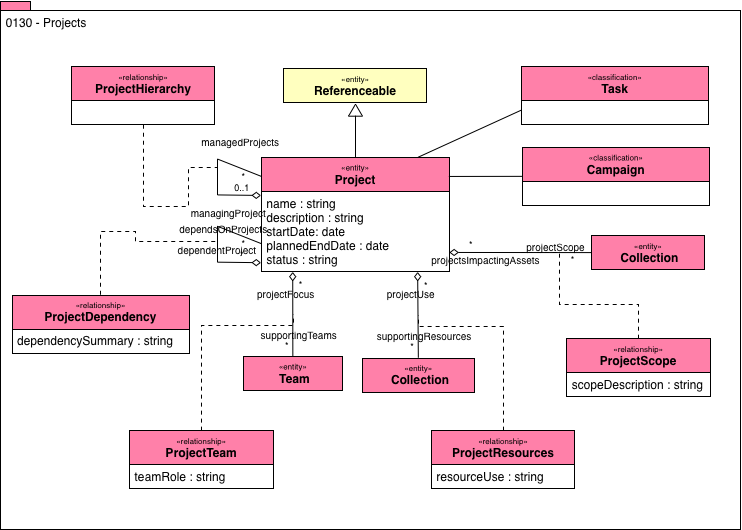 0130 - Projects
«relationship»
ProjectHierarchy
«entity»
Referenceable
«classification»
Task
managedProjects
*
0..1
«entity»
Project
name : string
description : string
startDate: date
plannedEndDate : date
status : string
«classification»
Campaign
managingProject
dependsOnProjects
*
dependentProject
*
*
projectsImpactingAssets
projectScope
*
«entity»
Collection
«relationship»
ProjectDependency
dependencySummary : string
*
projectFocus
*
projectUse
supportingTeams
*
supportingResources
*
«entity»
Team
«entity»
Collection
«relationship»
ProjectScope
scopeDescription : string
«relationship»
ProjectTeam
teamRole : string
«relationship»
ProjectResources
resourceUse : string